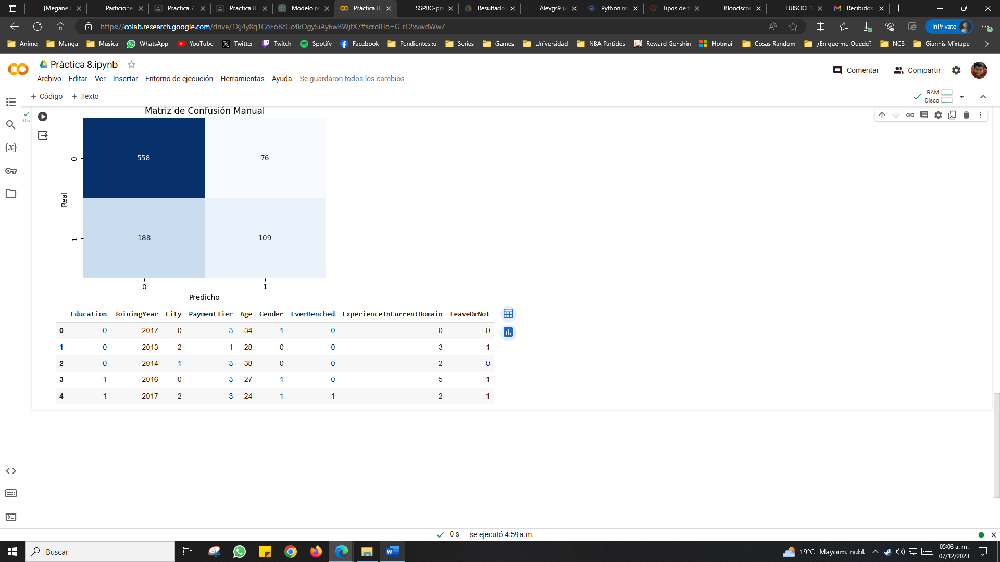 [Meganei]
Particiones
Practica 7
Practica 8
Modelo re
Práctica 8.
SSPBC-pra
Resultado
Alexgs9 (A
Python ma
Tipos de f
Bloodscou
LUISOCE1
Recibidos
https://colab.research.google.com/drive/1Xj4y8q1CoEoBcGc4kOgySiAy6wBWjtX7#scrollTo=G_rF2xvwdWwZ
InPrivate
Anime
Manga
Musica
WhatsApp
YouTube
Twitter
Twitch
Spotify
Facebook
Pendientes :u
Series
Games
Universidad
NBA Partidos
Reward Genshin
Hotmail
Cosas Random
¿En que me Quede?
NCS
Giannis Mixtape
Práctica 8.ipynb
Comentar
Compartir
Archivo Editar Ver Insertar Entorno de ejecución Herramientas Ayuda Se guardaron todos los cambios
+ Código + Texto
RAM
Disco
0 s
Matriz de Confusión Manual
0
558 76
Real
1
188 109
0 1
Predicho
Education JoiningYear City PaymentTier Age Gender EverBenched ExperienceInCurrentDomain LeaveOrNot
0 0 2017 0 3 34 1 0 0 0
1 0 2013 2 1 28 0 0 3 1
2 0 2014 1 3 38 0 0 2 0
3 1 2016 0 3 27 1 0 5 1
4 1 2017 2 3 24 1 1 2 1
{x}
0 s se ejecutó 4:59 a.m.
Buscar
19°C Mayorm. nubla
05:03 a. m.
07/12/2023